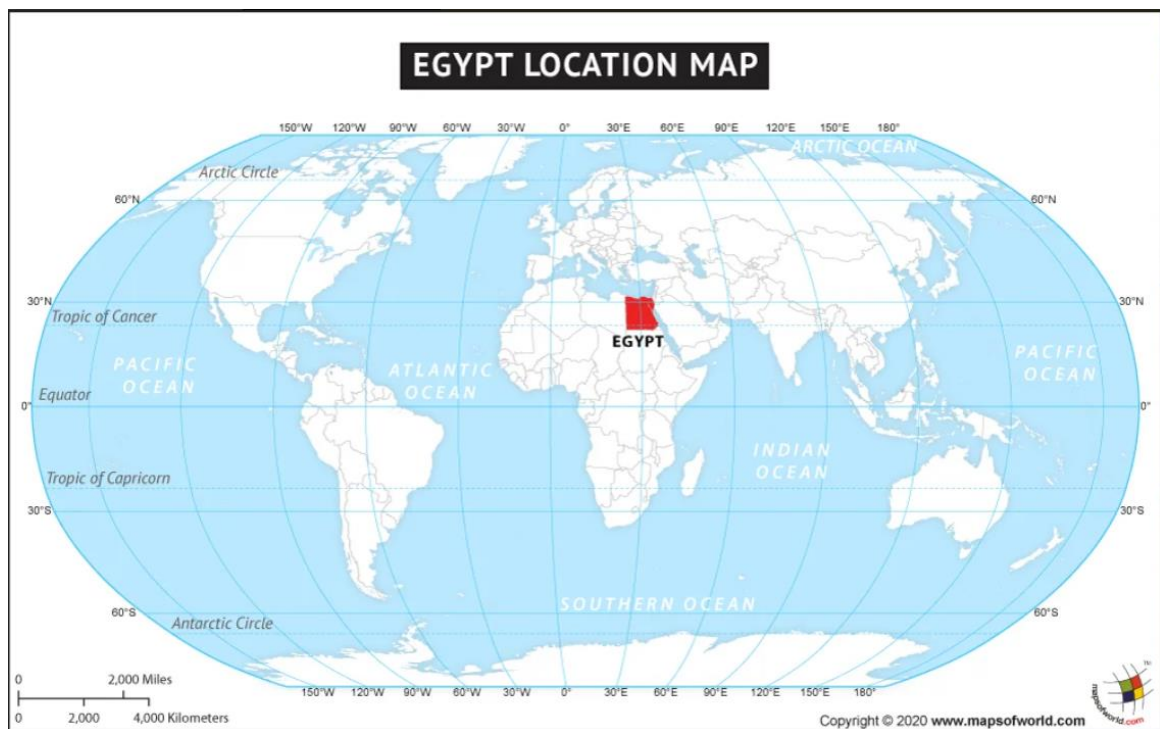 EGYPT LOCATION MAP
150°W 120°W 90°W 60°W 30°W 0° 30°E 60°E 90°E 120°E 150°E 180°
ARCTIC OCEAN
Arctic Circle
60°N 60°N
30°N 30°N
Tropic of Cancer
EGYPT
PACIFIC
OCEAN
ATLANTIC
OCEAN
PACIFIC
OCEAN
Equator
0° 0°
INDIAN
OCEAN
Tropic of Capricorn
30°S 30°S
SOUTHERN OCEAN
60°S 60°S
Antarctic Circle
150°W 120°W 90°W 60°W 30°W 0° 30°E 60°E 90°E 120°E 150°E 180°
0 2,000 Miles
0 2,000 4,000 Kilometers
TM
mapsofworld.com
Copyright © 2020 www.mapsofworld.com